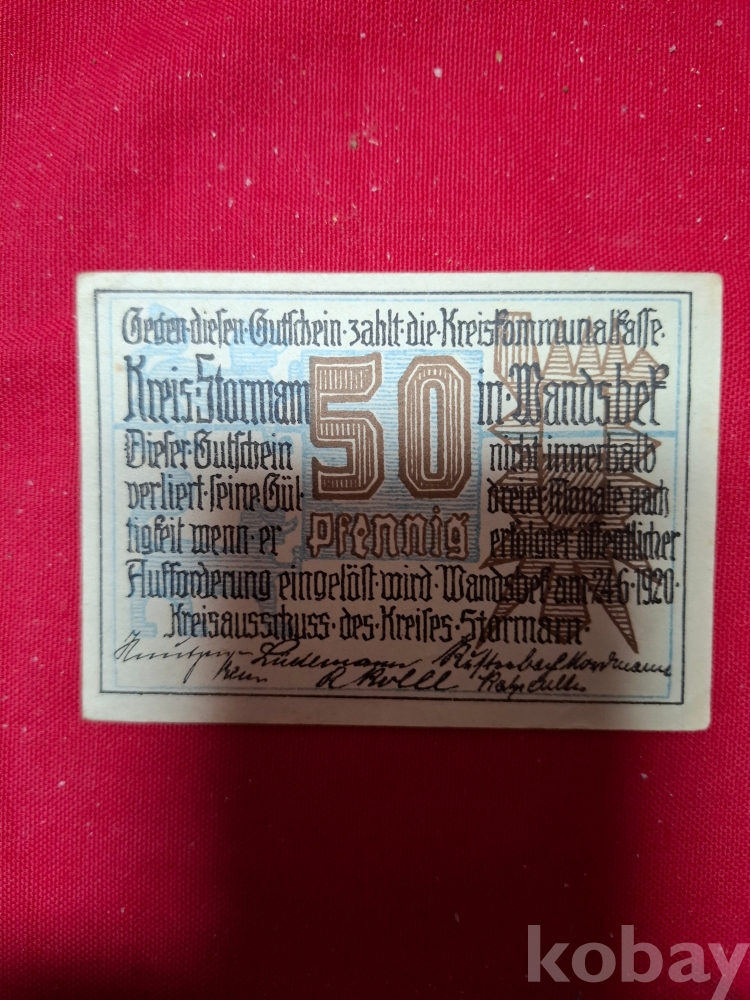 Gegen·diesen·Gutschein·zahlt·die·Kreiskommunalkasse·
Kreis·Stormarn 50 in·Wandsbek
Dieser·Gutschein nicht innerhalb
verliert·seine Gül- dreier·Monate·nach
tigkeit wenn·er pfennig erfolgter öffentlicher
Aufforderung eingelöst·wird·Wandsbek am·24·6·1920·
Kreisausschuss·des·Kreises·Stormarn·
Lüdemann
kobay